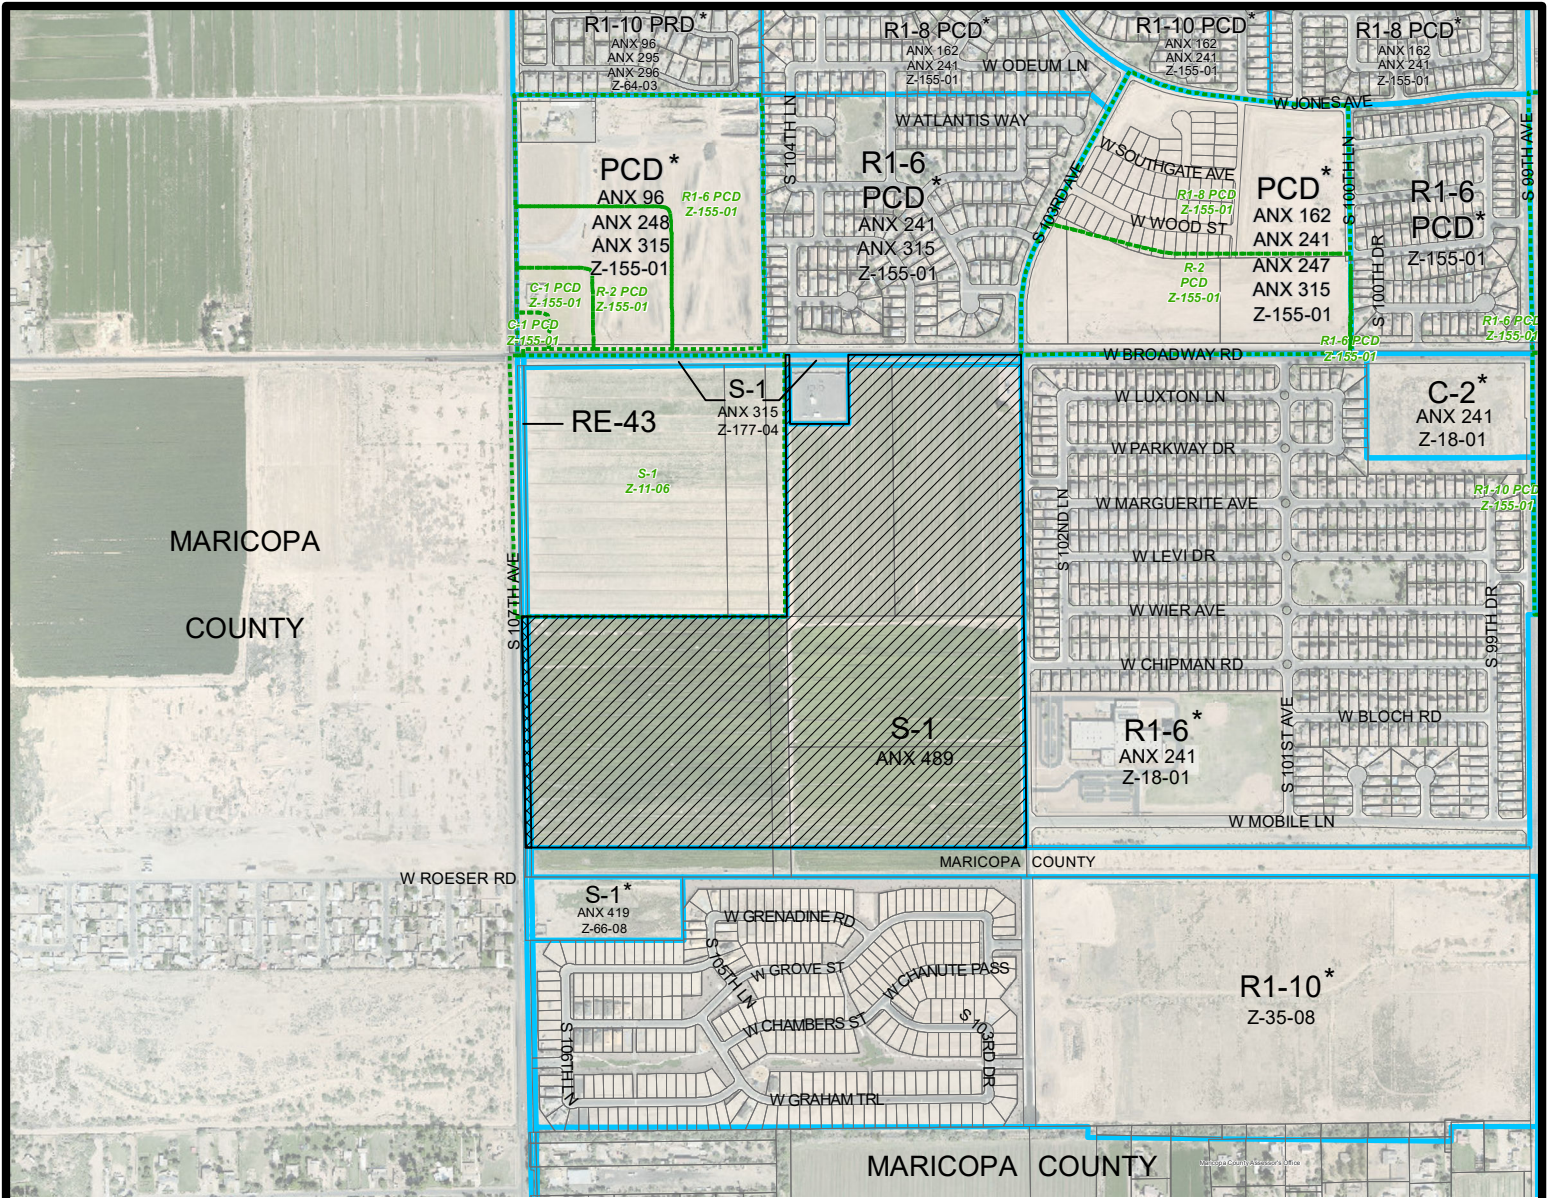 R1-10 PRD*
ANX 96
ANX 295
ANX 296
Z-64-03
R1-8 PCD*
ANX 162
ANX 241
Z-155-01
R1-10 PCD*
ANX 162
ANX 241
Z-155-01
R1-8 PCD*
ANX 162
ANX 241
Z-155-01
W ODEUM LN
W JONES AVE
W ATLANTIS WAY
S 104TH LN
S 99TH AVE
PCD*
ANX 96
ANX 248
ANX 315
Z-155-01
R1-6 PCD
Z-155-01
C-1 PCD
Z-155-01
R-2 PCD
Z-155-01
C-1 PCD
Z-155-01
R1-6
PCD*
ANX 241
ANX 315
Z-155-01
S 103RD AVE
W SOUTHGATE AVE
R1-8 PCD
Z-155-01
W WOOD ST
R-2
PCD
Z-155-01
PCD*
ANX 162
ANX 241
ANX 247
ANX 315
Z-155-01
S 100TH LN
S 100TH DR
R1-6
PCD*
Z-155-01
R1-6 PCD
Z-155-01
R1-6 PCD
Z-155-01
W BROADWAY RD
RE-43
S-1
ANX 315
Z-177-04
S-1
Z-11-06
W LUXTON LN
W PARKWAY DR
W MARGUERITE AVE
W LEVI DR
W WIER AVE
W CHIPMAN RD
S 102ND LN
C-2*
ANX 241
Z-18-01
R1-10 PCD
Z-155-01
MARICOPA
COUNTY
S 107TH AVE
S 99TH DR
S-1
ANX 489
R1-6*
ANX 241
Z-18-01
S 101ST AVE
W BLOCH RD
W MOBILE LN
MARICOPA COUNTY
W ROESER RD
S-1*
ANX 419
Z-66-08
W GRENADINE RD
S 105TH LN
W GROVE ST
W CHANUTE PASS
W CHAMBERS ST
S 103RD DR
S 106TH LN
W GRAHAM TRL
R1-10*
Z-35-08
MARICOPA COUNTY
Maricopa County Assessor's Office